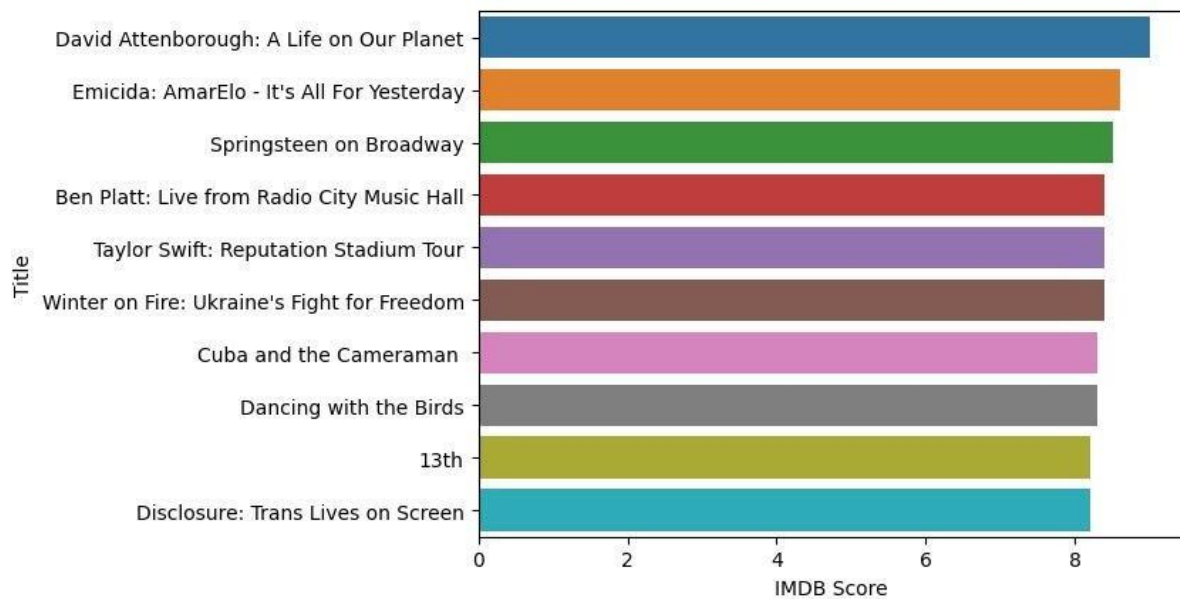 David Attenborough: A Life on Our Planet
Emicida: AmarElo - It's All For Yesterday
Springsteen on Broadway
Ben Platt: Live from Radio City Music Hall
Taylor Swift: Reputation Stadium Tour
Winter on Fire: Ukraine's Fight for Freedom
Cuba and the Cameraman
Dancing with the Birds
13th
Disclosure: Trans Lives on Screen
Title
0 2 4 6 8
IMDB Score